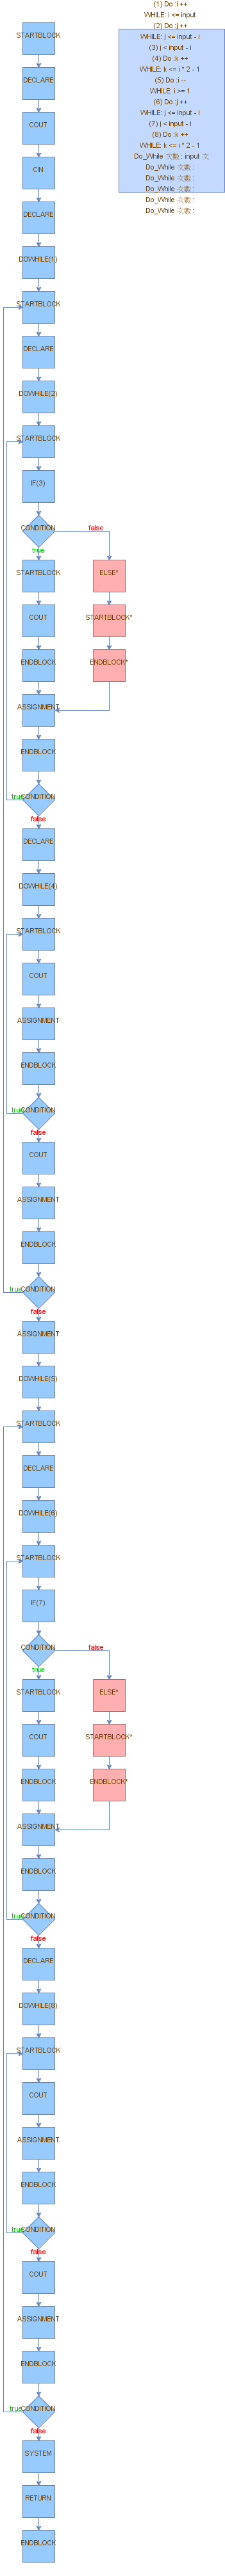 (1) Do :i ++
WHILE: i <= input
(2) Do :j ++
WHILE: j <= input - i
(3) j < input - i
(4) Do :k ++
WHILE: k <= i * 2 - 1
(5) Do :i --
WHILE: i >= 1
(6) Do :j ++
WHILE: j <= input - i
(7) j < input - i
(8) Do :k ++
WHILE: k <= i * 2 - 1
Do_While 次數 : input 次
Do_While 次數 :
Do_While 次數 :
Do_While 次數 :
Do_While 次數 :
Do_While 次數 :
STARTBLOCK
DECLARE
COUT
CIN
DECLARE
DOWHILE(1)
STARTBLOCK
DECLARE
DOWHILE(2)
STARTBLOCK
IF(3)
CONDITION
false
true
STARTBLOCK
ELSE*
COUT
STARTBLOCK*
ENDBLOCK
ENDBLOCK*
ASSIGNMENT
ENDBLOCK
true
CONDITION
false
DECLARE
DOWHILE(4)
STARTBLOCK
COUT
ASSIGNMENT
ENDBLOCK
true
CONDITION
false
COUT
ASSIGNMENT
ENDBLOCK
true
CONDITION
false
ASSIGNMENT
DOWHILE(5)
STARTBLOCK
DECLARE
DOWHILE(6)
STARTBLOCK
IF(7)
CONDITION
false
true
STARTBLOCK
ELSE*
COUT
STARTBLOCK*
ENDBLOCK
ENDBLOCK*
ASSIGNMENT
ENDBLOCK
true
CONDITION
false
DECLARE
DOWHILE(8)
STARTBLOCK
COUT
ASSIGNMENT
ENDBLOCK
true
CONDITION
false
COUT
ASSIGNMENT
ENDBLOCK
true
CONDITION
false
SYSTEM
RETURN
ENDBLOCK